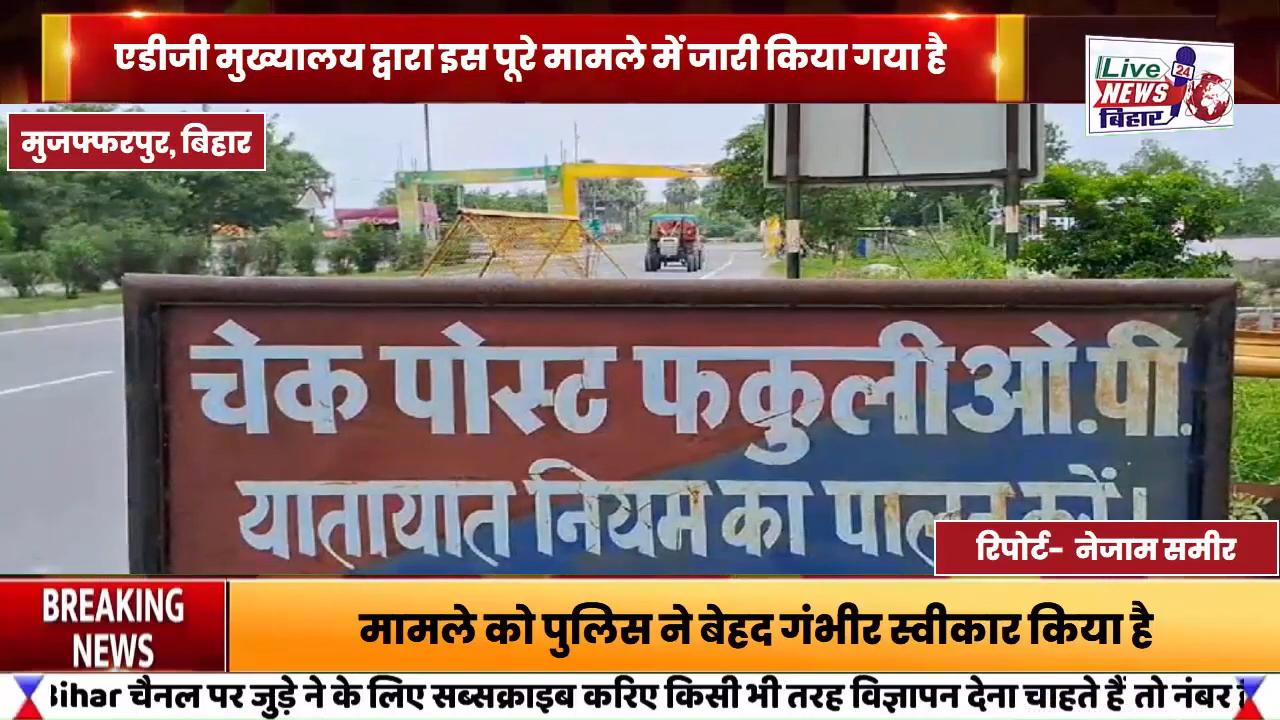 एडीजी मुख्यालय द्वारा इस पूरे मामले में जारी किया गया है
Live
24
NEWS
बिहार
मुजफ्फरपुर, बिहार
चेक पोस्ट फकुली ओ.पी.
यातायात नियम का पालन करें।
रिपोर्ट- नेजाम समीर
BREAKING
NEWS
मामले को पुलिस ने बेहद गंभीर स्वीकार किया है
Bihar चैनल पर जुड़े ने के लिए सब्सक्राइब करिए किसी भी तरह विज्ञापन देना चाहते हैं तो नंबर